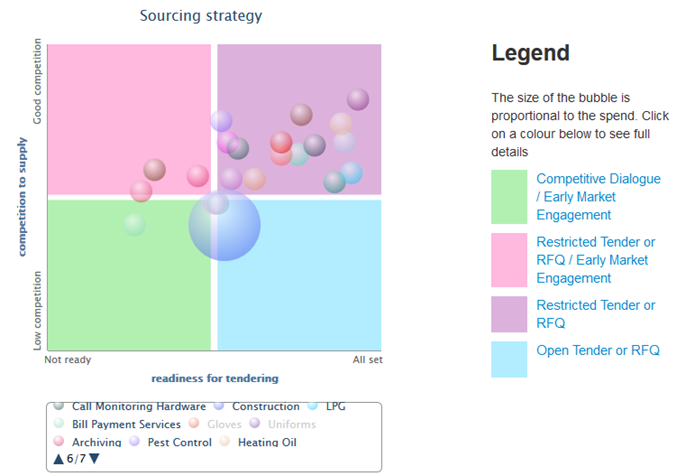 Sourcing strategy
Good competition
competition to supply
Low competition
Not ready
All set
readiness for tendering
Call Monitoring Hardware Construction LPG
Bill Payment Services Gloves Uniforms
Archiving Pest Control Heating Oil
6/7
Legend
The size of the bubble is
proportional to the spend. Click
on a colour below to see full
details
Competitive Dialogue
/ Early Market
Engagement
Restricted Tender or
RFQ / Early Market
Engagement
Restricted Tender or
RFQ
Open Tender or RFQ